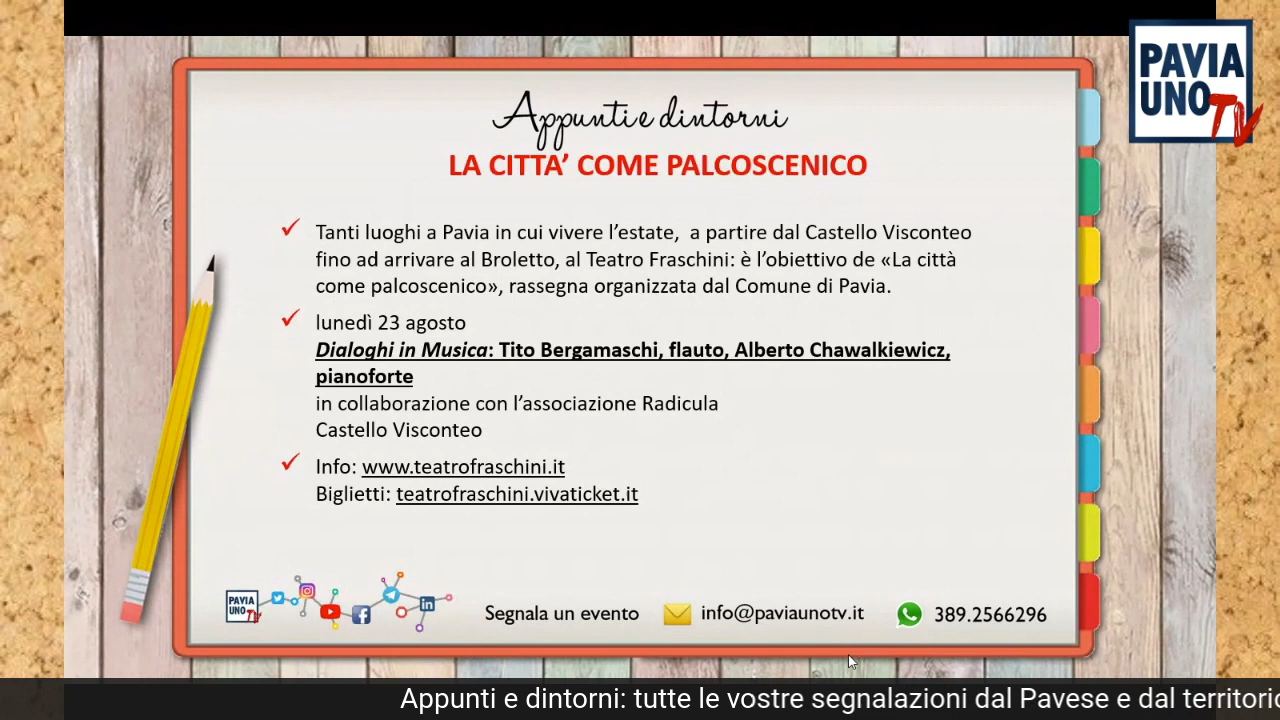 PAVIA
UNO
TV
Appunti e dintorni
LA CITTA’ COME PALCOSCENICO
Tanti luoghi a Pavia in cui vivere l’estate, a partire dal Castello Visconteo
fino ad arrivare al Broletto, al Teatro Fraschini: è l’obiettivo de «La città
come palcoscenico», rassegna organizzata dal Comune di Pavia.
lunedì 23 agosto
Dialoghi in Musica: Tito Bergamaschi, flauto, Alberto Chawalkiewicz,
pianoforte
in collaborazione con l’associazione Radicula
Castello Visconteo
Info: www.teatrofraschini.it
Biglietti: teatrofraschini.vivaticket.it
PAVIA
UNO
TV
Segnala un evento info@paviaunotv.it 389.2566296
Appunti e dintorni: tutte le vostre segnalazioni dal Pavese e dal territorio